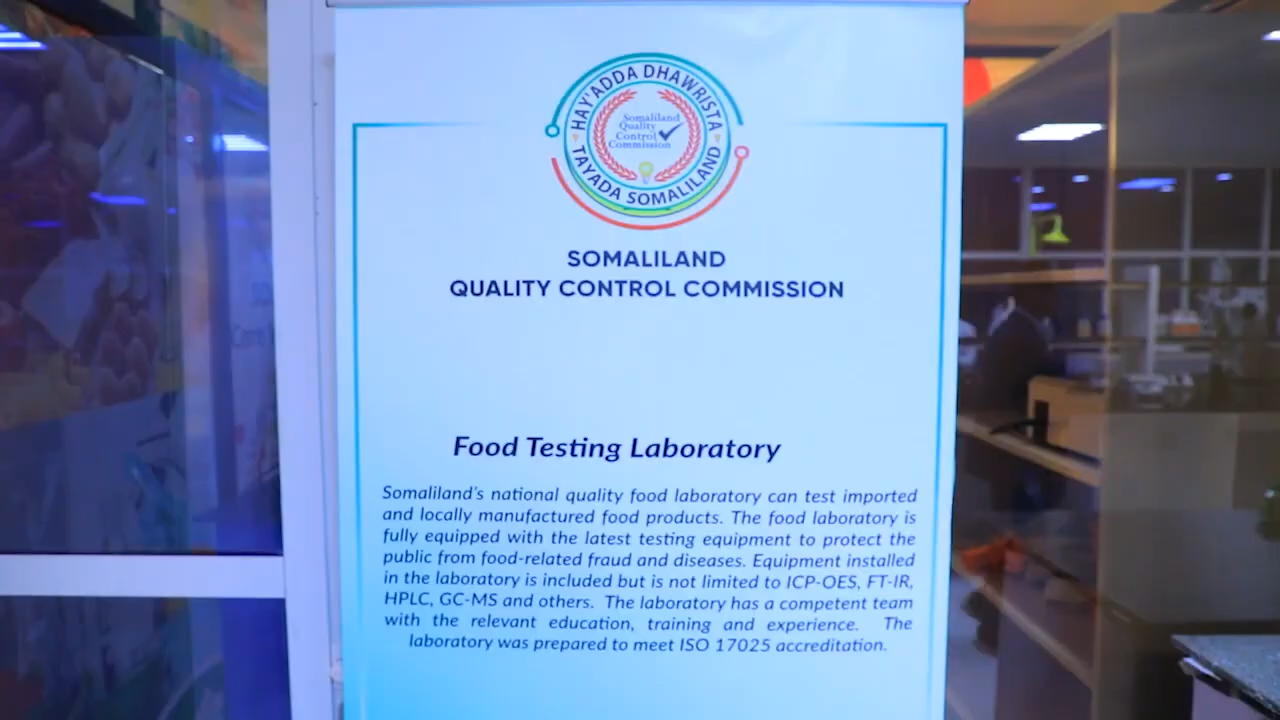 HAY'ADDA DHAWRISTA
TAYADA SOMALILAND
Somaliland
Quality
Control
Commission
SOMALILAND
QUALITY CONTROL COMMISSION
Food Testing Laboratory
Somaliland's national quality food laboratory can test imported
and locally manufactured food products. The food laboratory is
fully equipped with the latest testing equipment to protect the
public from food-related fraud and diseases. Equipment installed
in the laboratory is included but is not limited to ICP-OES, FT-IR,
HPLC, GC-MS and others. The laboratory has a competent team
with the relevant education, training and experience. The
laboratory was prepared to meet ISO 17025 accreditation.